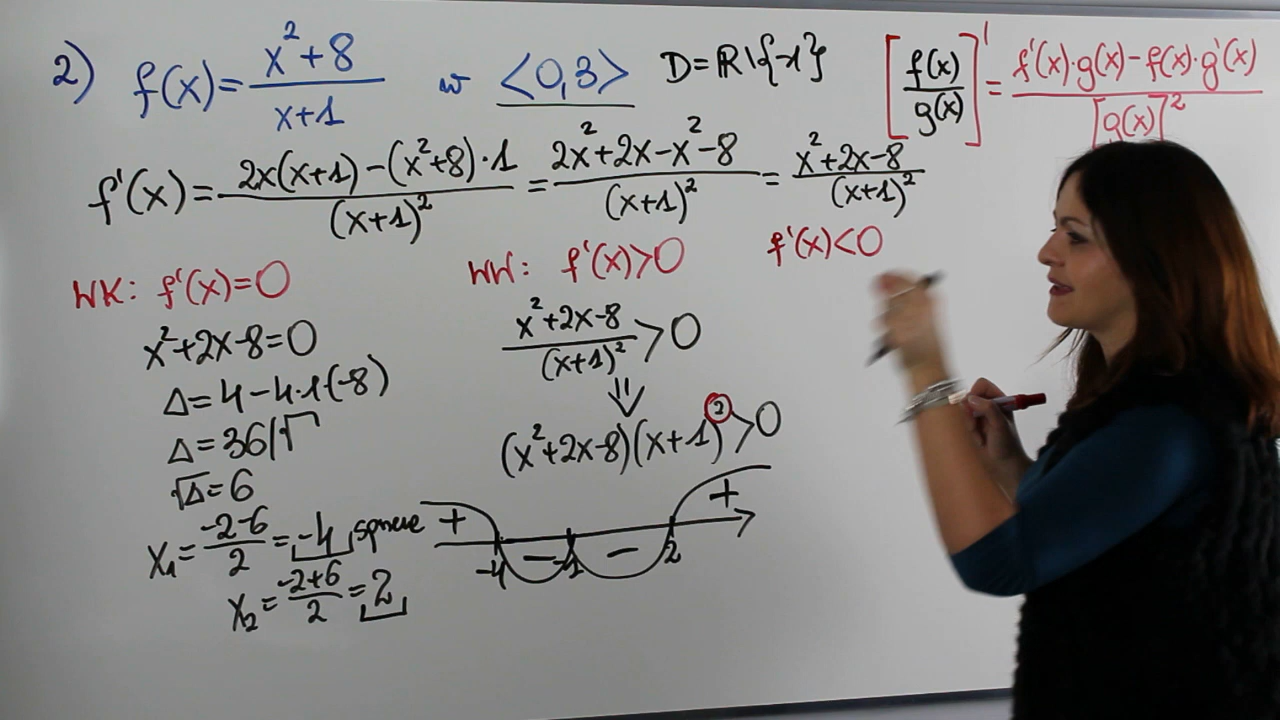 2) f(x)= x²+8 / x+1 w <0,3> D=ℝ\{-1} [f(x)/g(x)]' = f'(x)·g(x)-f(x)·g'(x) / [g(x)]²
f'(x)= 2x(x+1)-(x²+8)·1 / (x+1)² = 2x²+2x-x²-8 / (x+1)² = x²+2x-8 / (x+1)²
WK: f'(x)=0
x²+2x-8=0
Δ=4-4·1·(-8)
Δ=36|√
√Δ=6
x₁= -2-6 / 2 = -4
x₂= -2+6 / 2 = 2
WW: f'(x)>0 f'(x)<0
x²+2x-8 / (x+1)² >0
⇓
(x²+2x-8)(x+1)²>0
+ - - +
-4 -1 2